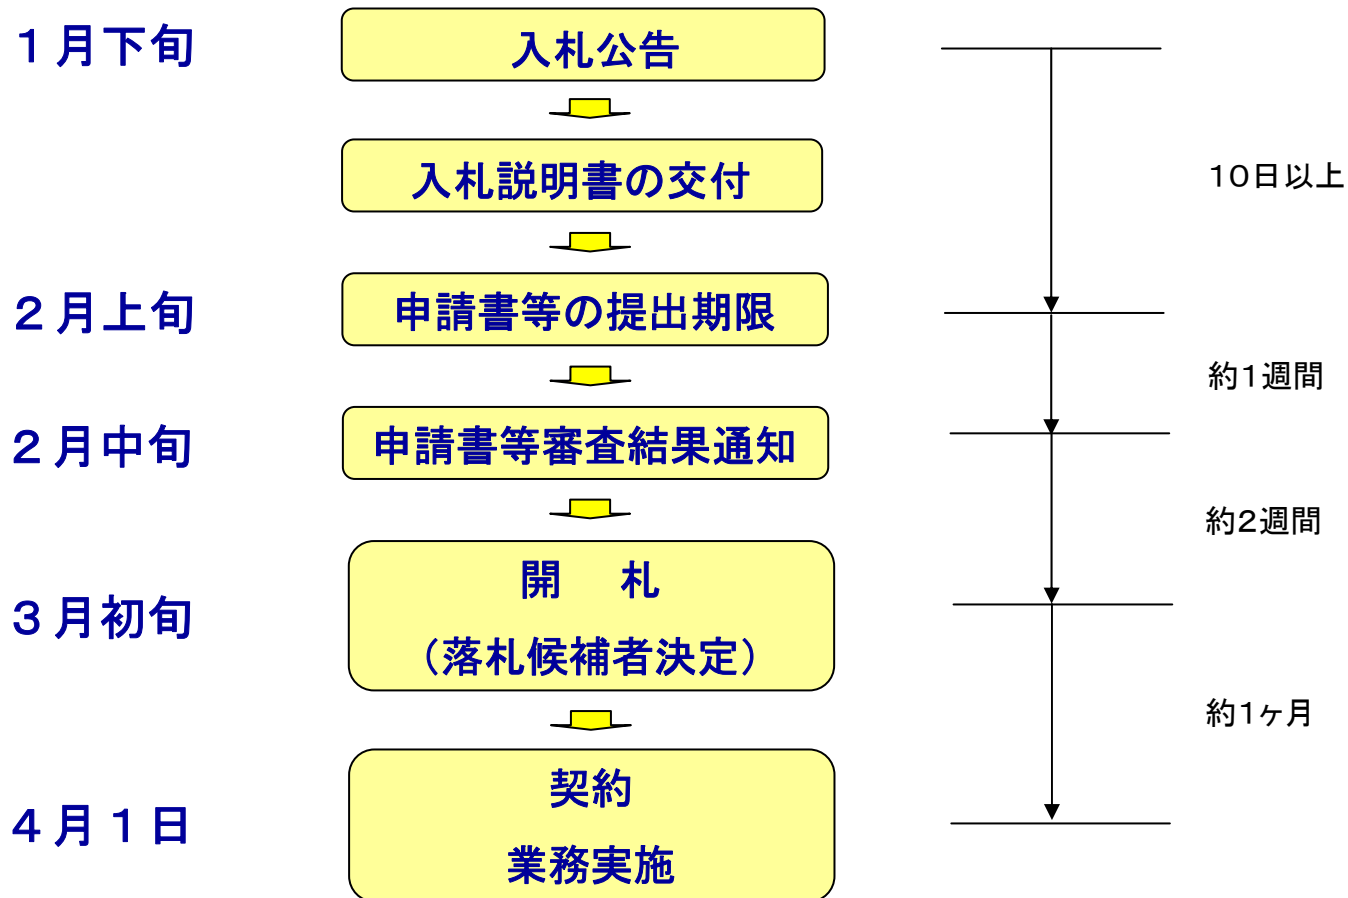 １月下旬
入札公告
入札説明書の交付
10日以上
２月上旬
申請書等の提出期限
約1週間
２月中旬
申請書等審査結果通知
約2週間
３月初旬
開　札
（落札候補者決定）
約1ヶ月
４月１日
契約
業務実施